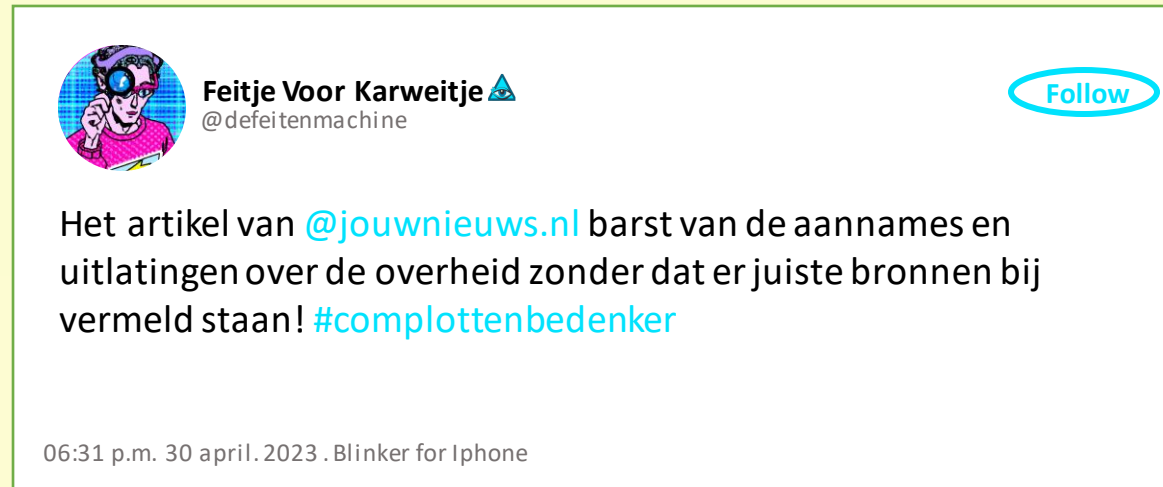 Feitje Voor Karweitje
@defeitenmachine
Follow
Het artikel van @jouwnieuws.nl barst van de aannames en
uitlatingen over de overheid zonder dat er juiste bronnen bij
vermeld staan! #complottenbedenker
06:31 p.m. 30 april. 2023 . Blinker for Iphone